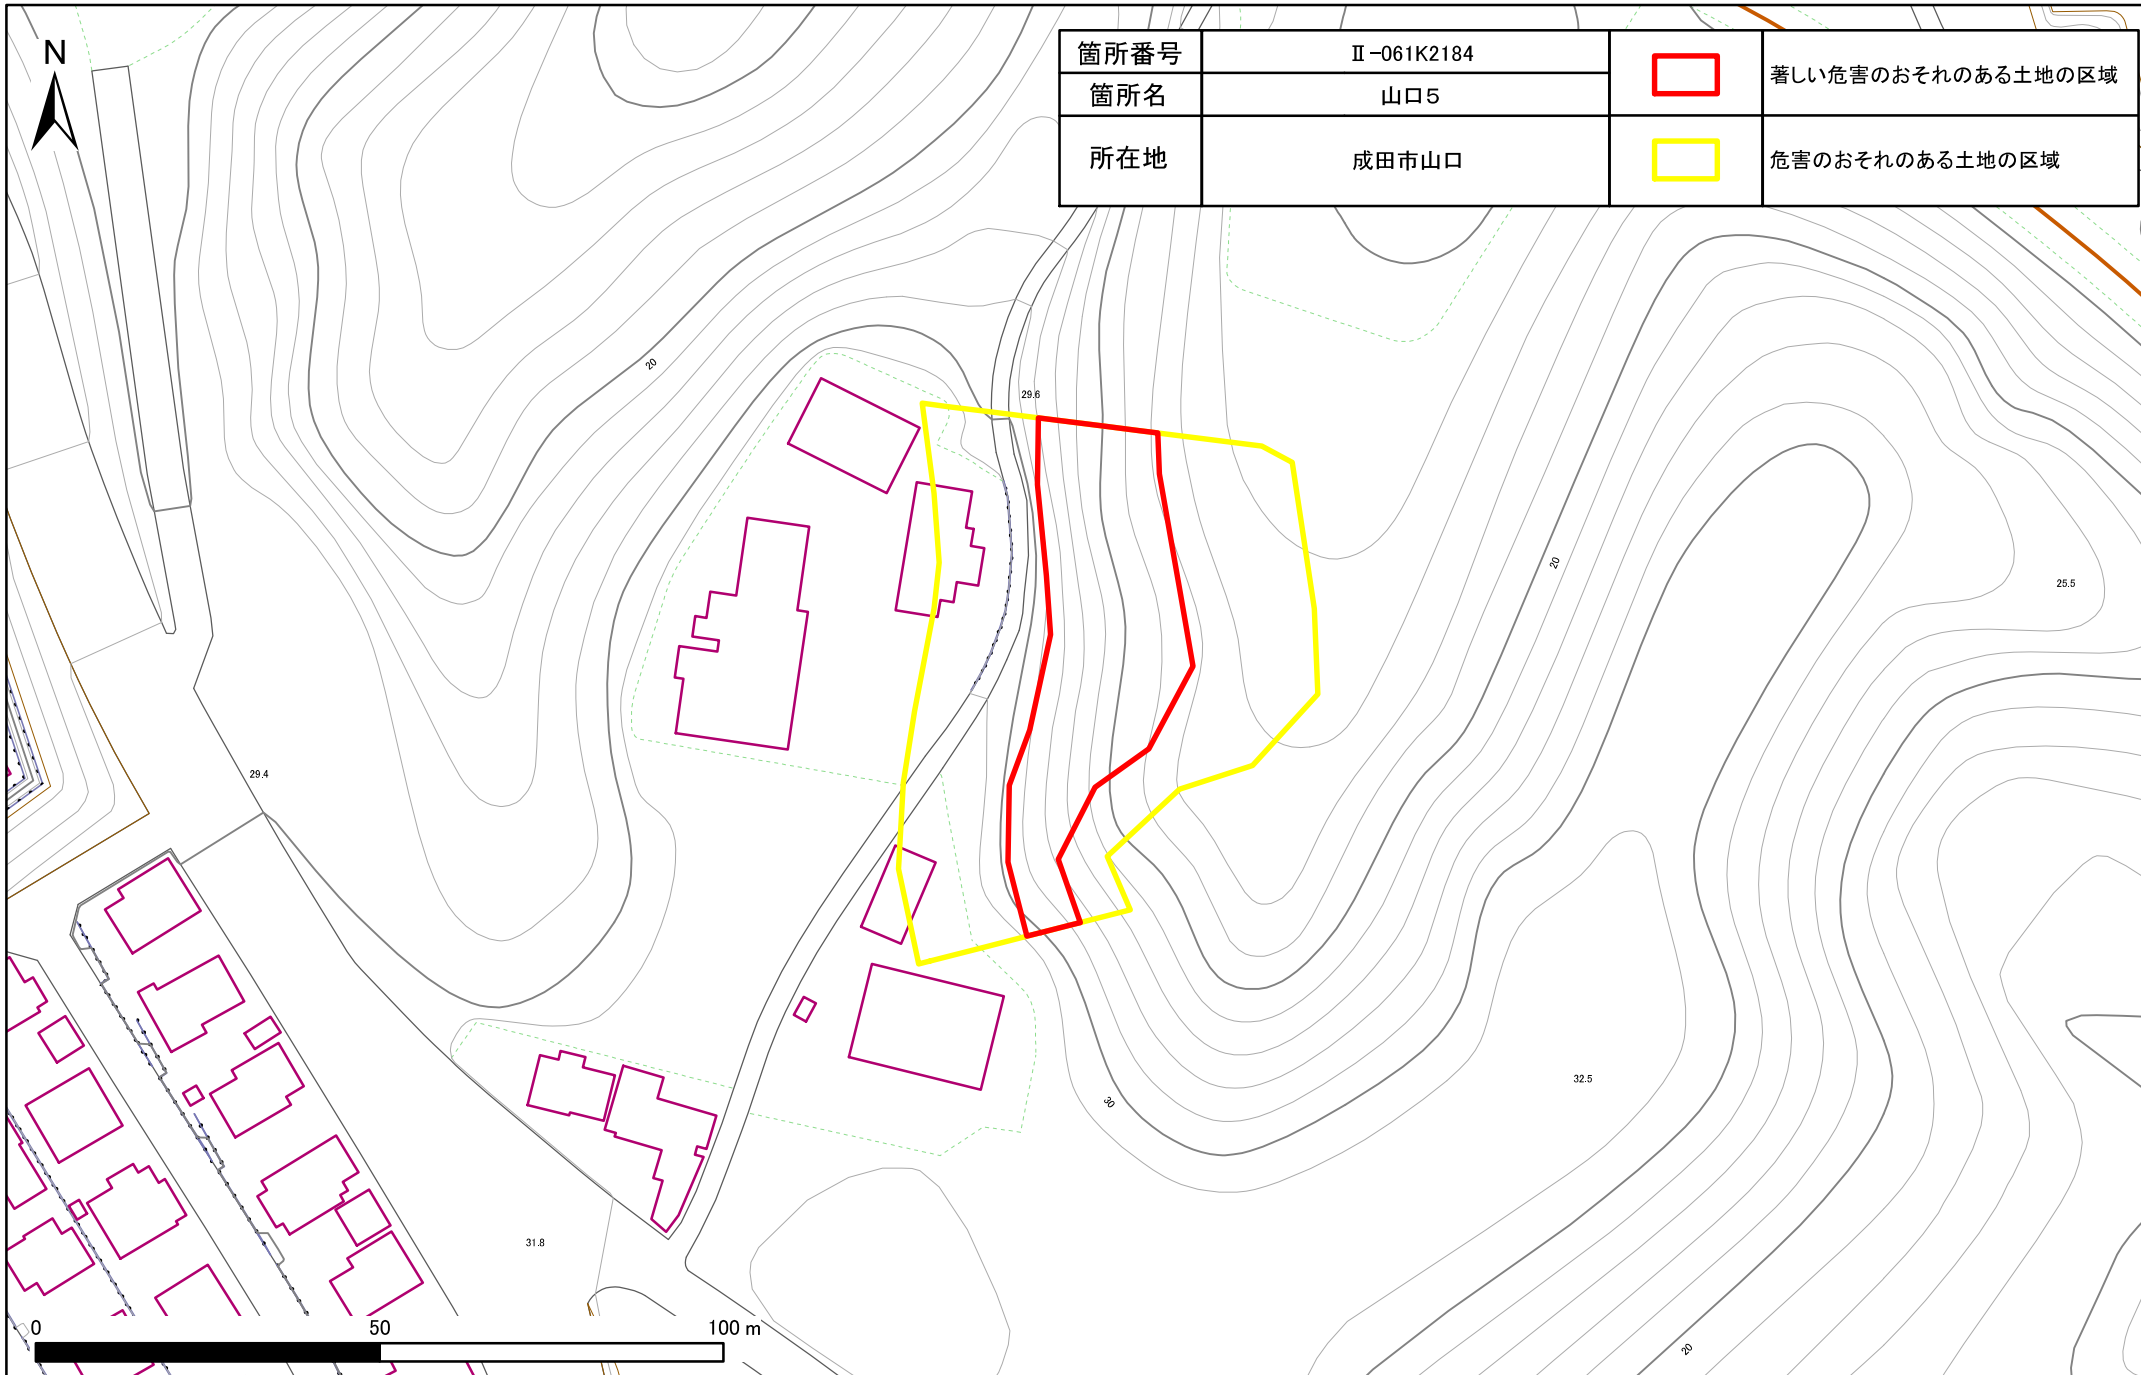 N
箇所番号 Ⅱ-061K2184
箇所名 山口5
所在地 成田市山口
著しい危害のおそれのある土地の区域
危害のおそれのある土地の区域
20
29.6
20
25.5
29.4
32.5
30
31.8
20
0 50 100 m